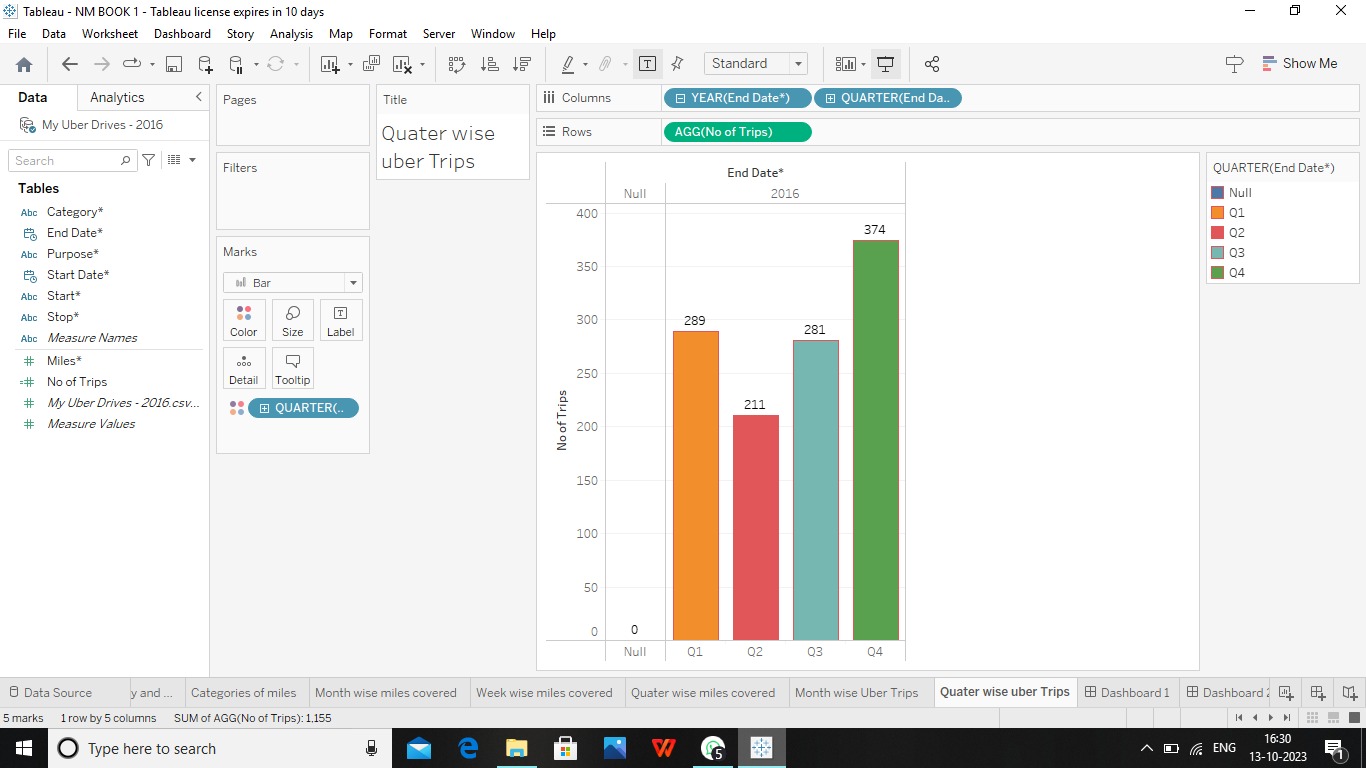 Tableau - NM BOOK 1 - Tableau license expires in 10 days
File Data Worksheet Dashboard Story Analysis Map Format Server Window Help
Standard
Show Me
Data Analytics
My Uber Drives - 2016
Search
Tables
Abc Category*
End Date*
Abc Purpose*
Start Date*
Abc Start*
Abc Stop*
Abc Measure Names
# Miles*
=# No of Trips
# My Uber Drives - 2016.csv...
# Measure Values
Pages
Filters
Marks
Bar
Color Size Label
Detail Tooltip
QUARTER(..
Title
Quater wise
uber Trips
Columns YEAR(End Date*) QUARTER(End Da..
Rows AGG(No of Trips)
End Date*
Null 2016
No of Trips
400
350
300
250
200
150
100
50
0
0
289
211
281
374
Null Q1 Q2 Q3 Q4
QUARTER(End Date*)
Null
Q1
Q2
Q3
Q4
Data Source y and ... Categories of miles Month wise miles covered Week wise miles covered Quater wise miles covered Month wise Uber Trips Quater wise uber Trips Dashboard 1 Dashboard
5 marks 1 row by 5 columns SUM of AGG(No of Trips): 1,155
Type here to search
5
ENG
16:30
13-10-2023
1